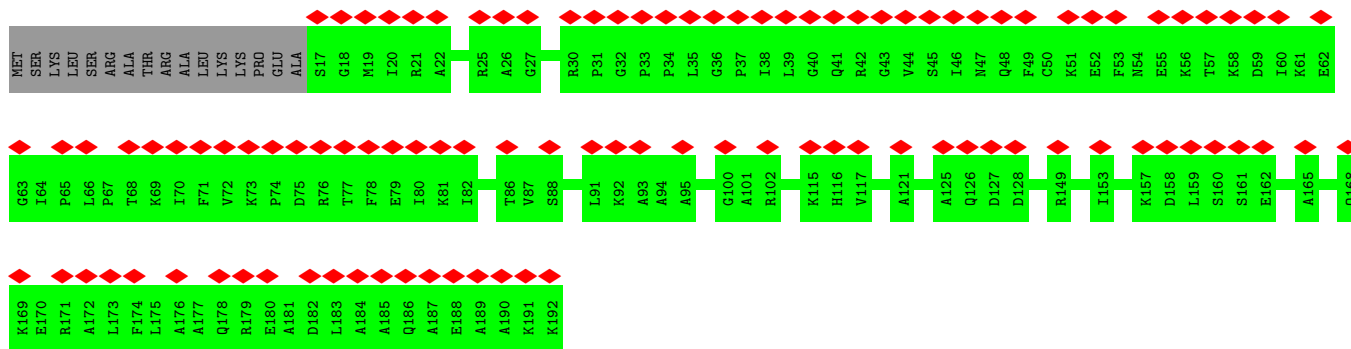 MET SER LYS LEU SER ARG ALA THR ARG ALA LEU LYS LYS PRO GLU ALA S17 G18 M19 I20 R21 A22 R25 A26 G27 R30 P31 G32 P33 P34 L35 G36 P37 I38 L39 G40 Q41 R42 G43 V44 S45 I46 N47 Q48 F49 C50 K51 E52 F53 N54 E55 K56 T57 K58 D59 I60 K61 E62
G63 I64 P65 L66 P67 T68 K69 I70 F71 V72 K73 P74 D75 R76 T77 F78 E79 I80 K81 I82 T86 V87 S88 L91 K92 A93 A94 A95 G100 A101 R102 K115 H116 V117 A121 A125 Q126 D127 D128 R149 I153 K157 D158 L159 S160 S161 E162 A165
K169 E170 R171 A172 L173 F174 L175 A176 A177 Q178 R179 E180 A181 D182 L183 A184 A185 Q186 A187 E188 A189 A190 K191 K192